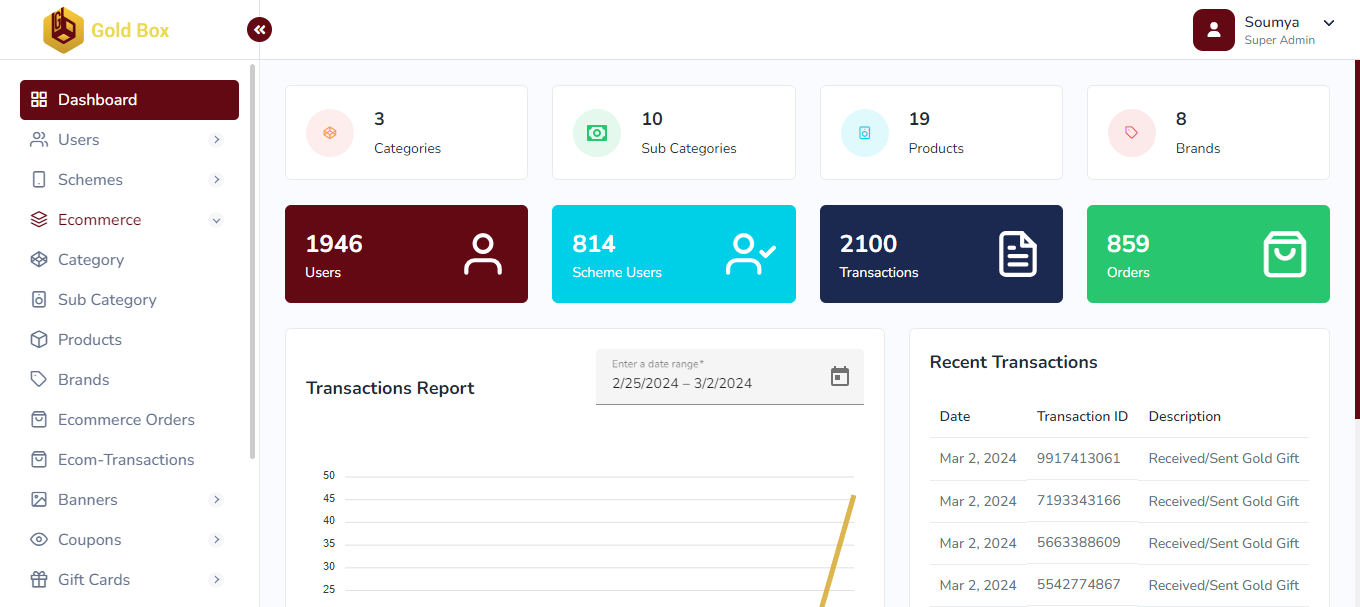 Gold Box
Soumya
Super Admin
Dashboard
Users
Schemes
Ecommerce
Category
Sub Category
Products
Brands
Ecommerce Orders
Ecom-Transactions
Banners
Coupons
Gift Cards
3
Categories
10
Sub Categories
19
Products
8
Brands
1946
Users
814
Scheme Users
2100
Transactions
859
Orders
Transactions Report
Enter a date range*
2/25/2024 – 3/2/2024
50
45
40
35
30
25
Recent Transactions
Date Transaction ID Description
Mar 2, 2024 9917413061 Received/Sent Gold Gift
Mar 2, 2024 7193343166 Received/Sent Gold Gift
Mar 2, 2024 5663388609 Received/Sent Gold Gift
Mar 2, 2024 5542774867 Received/Sent Gold Gift